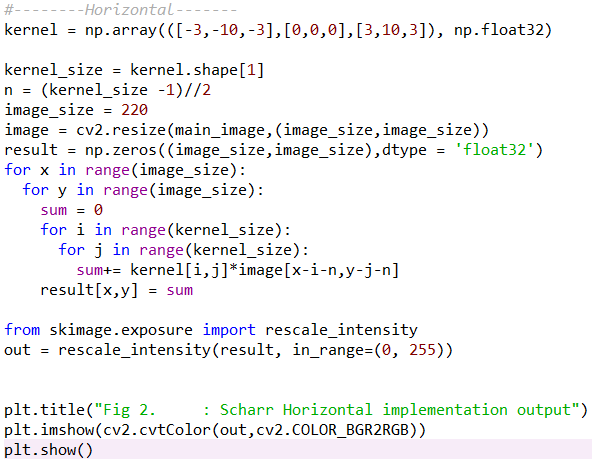 #--------Horizontal-------
kernel = np.array(([-3,-10,-3],[0,0,0],[3,10,3]), np.float32)

kernel_size = kernel.shape[1]
n = (kernel_size -1)//2
image_size = 220
image = cv2.resize(main_image,(image_size,image_size))
result = np.zeros((image_size,image_size),dtype = 'float32')
for x in range(image_size):
  for y in range(image_size):
    sum = 0
    for i in range(kernel_size):
      for j in range(kernel_size):
        sum+= kernel[i,j]*image[x-i-n,y-j-n]
    result[x,y] = sum

from skimage.exposure import rescale_intensity
out = rescale_intensity(result, in_range=(0, 255))


plt.title("Fig 2.     : Scharr Horizontal implementation output")
plt.imshow(cv2.cvtColor(out,cv2.COLOR_BGR2RGB))
plt.show()